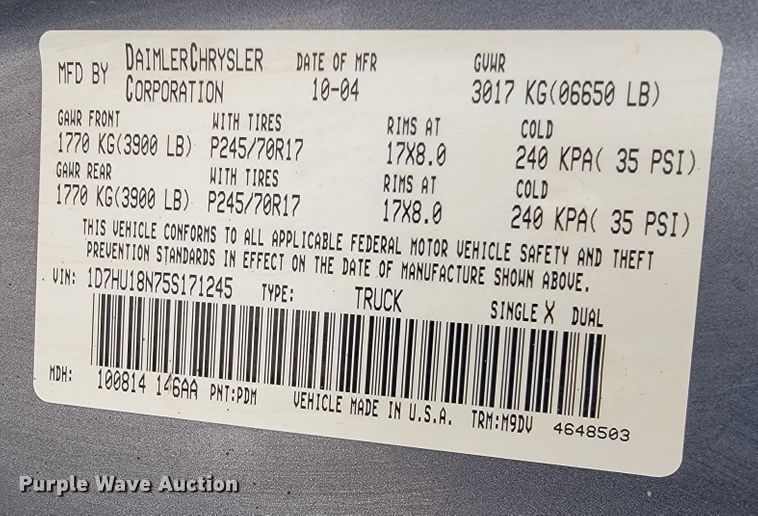 MFD BY DAIMLERCHRYSLER CORPORATION DATE OF MFR 10-04 GVWR 3017 KG(06650 LB)
GAWR FRONT WITH TIRES RIMS AT COLD
1770 KG(3900 LB) P245/70R17 17X8.0 240 KPA( 35 PSI)
GAWR REAR WITH TIRES RIMS AT COLD
1770 KG(3900 LB) P245/70R17 17X8.0 240 KPA( 35 PSI)
THIS VEHICLE CONFORMS TO ALL APPLICABLE FEDERAL MOTOR VEHICLE SAFETY AND THEFT
PREVENTION STANDARDS IN EFFECT ON THE DATE OF MANUFACTURE SHOWN ABOVE.
VIN: 1D7HU18N75S171245 TYPE: TRUCK SINGLE X DUAL
MDH: 100814 146AA PNT:PDM VEHICLE MADE IN U.S.A. TRM:M9DV 4648503
Purple Wave Auction